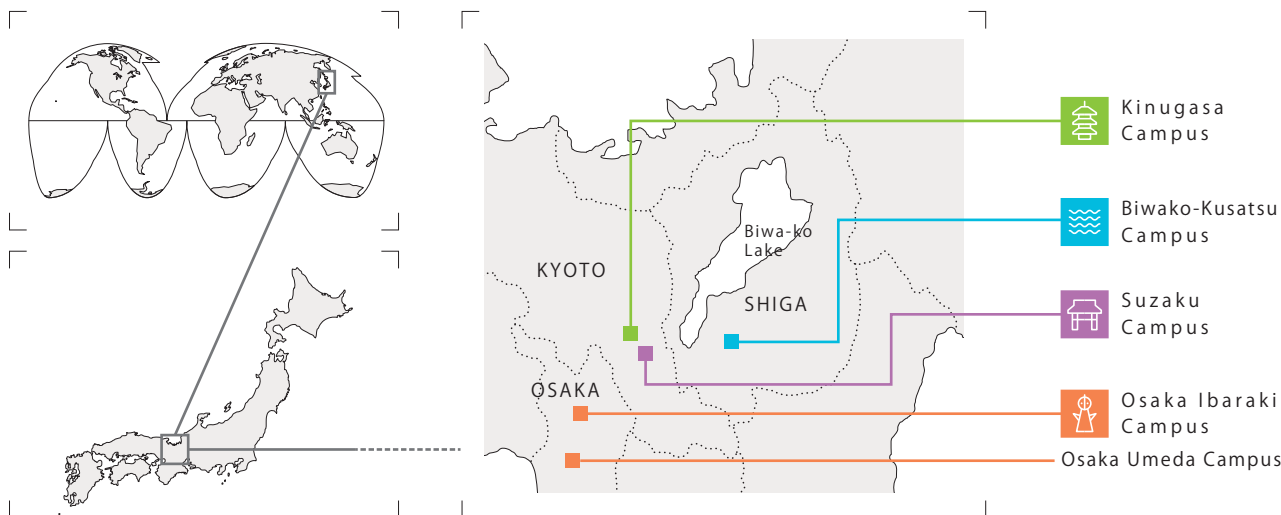 Kinugasa
Campus
Biwako-Kusatsu
Campus
Biwa-ko
Lake
KYOTO
SHIGA
Suzaku
Campus
OSAKA
Osaka Ibaraki
Campus
Osaka Umeda Campus